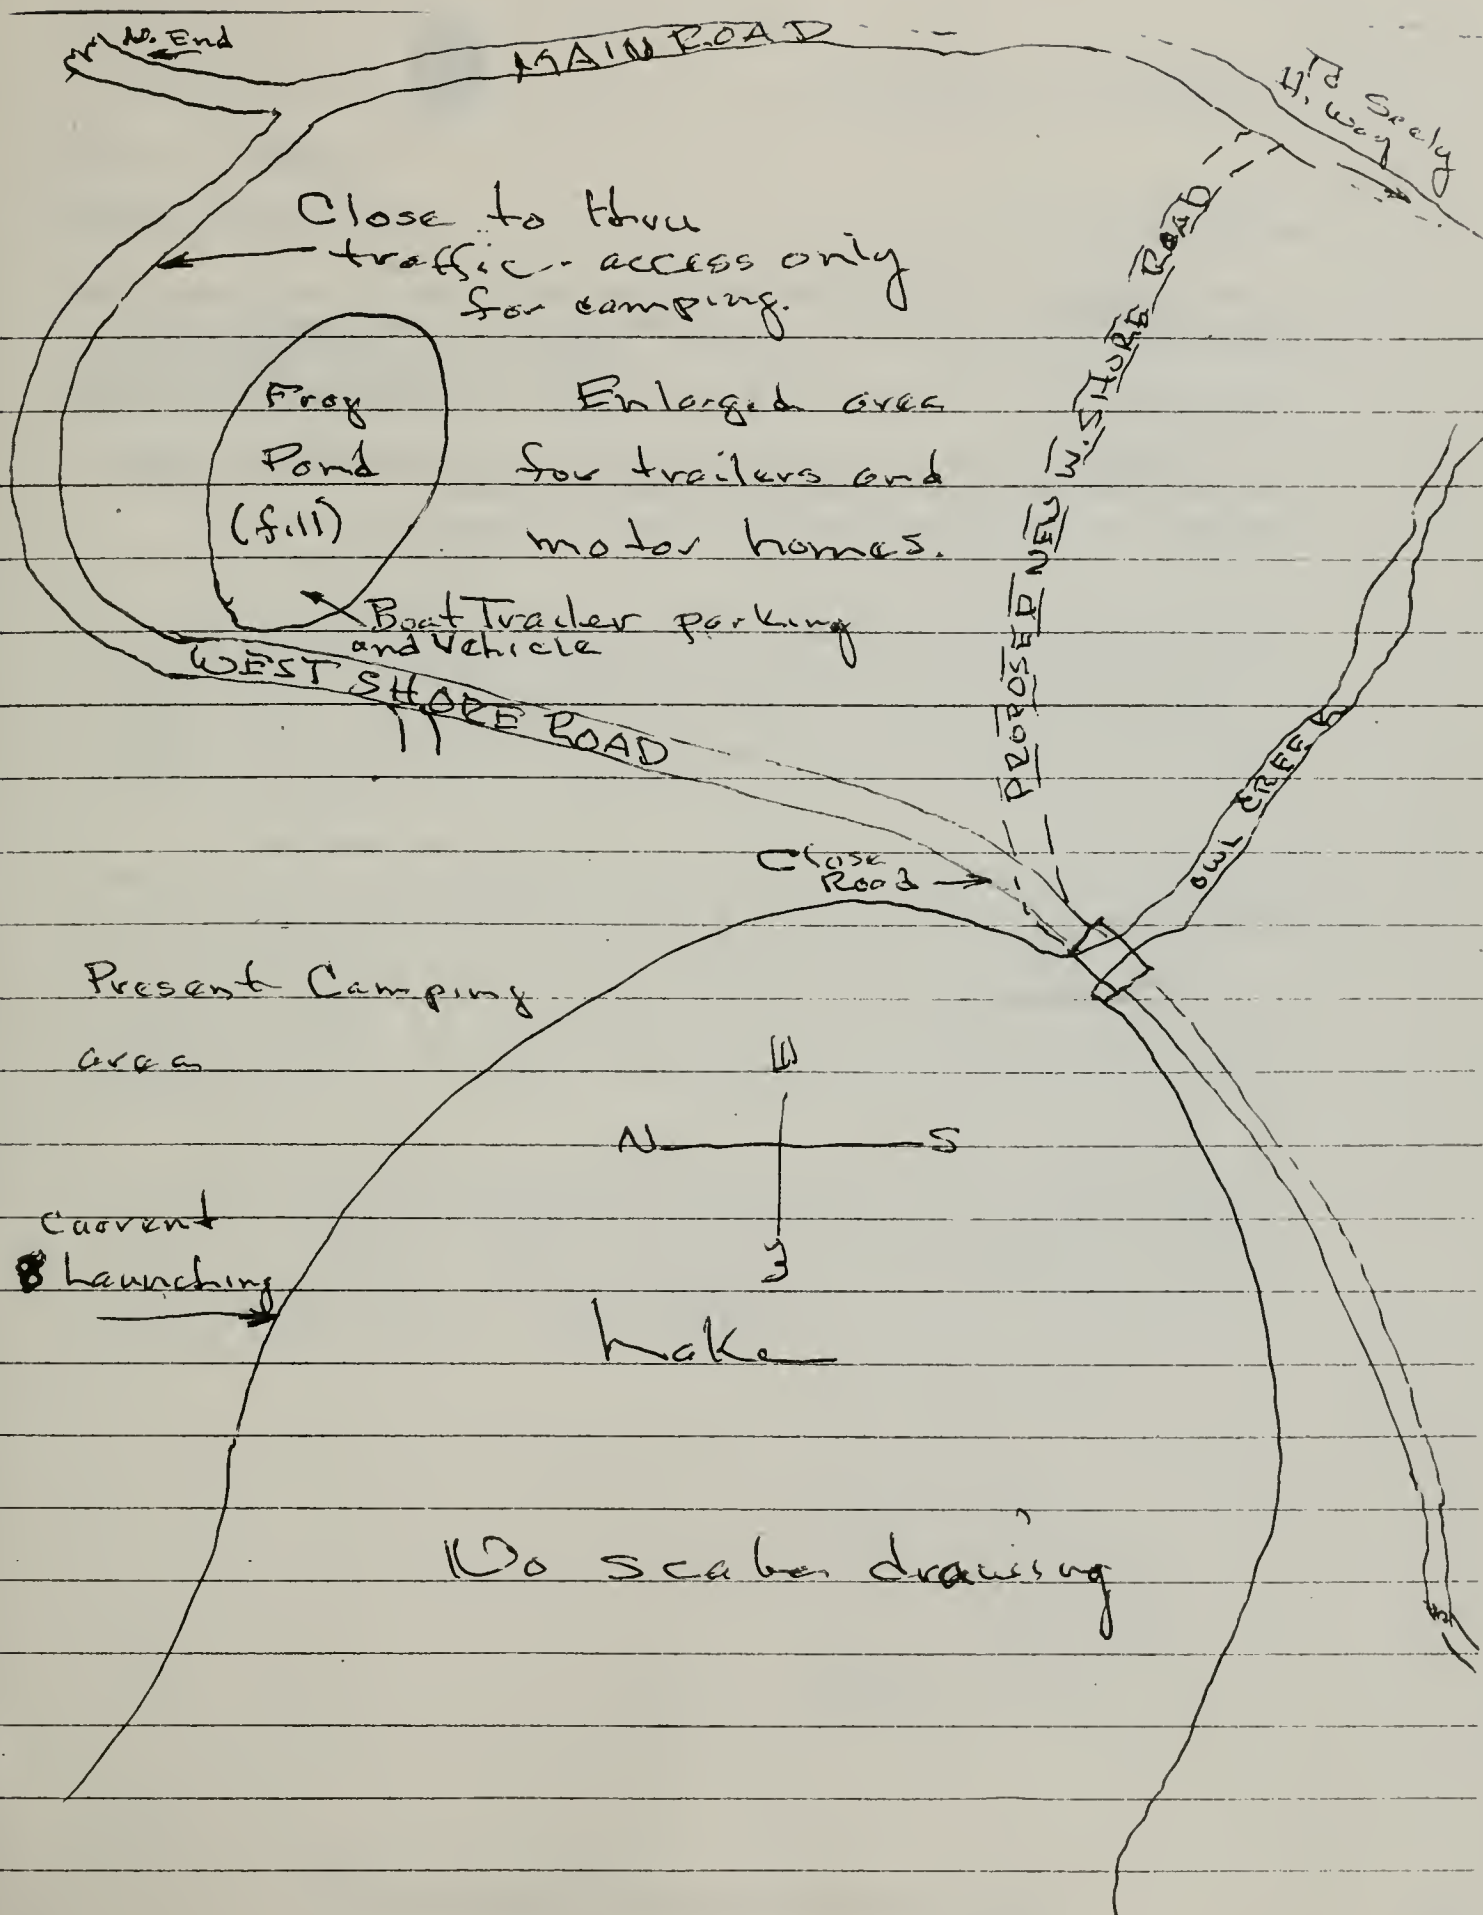 N. End
MAIN ROAD
To Sealy
H. Way
Close to thru
traffic - access only
for camping.
PROPOSED NEW W. SHORE ROAD
Frog
Pond
(fill)
Enlarged area
for trailers and
motor homes.
Boat Trailer parking
and Vehicle
WEST SHORE ROAD
OWL CREEK
Close
Road
Present Camping
area
W
N
S
E
Current
Launching
Lake
No scale drawing